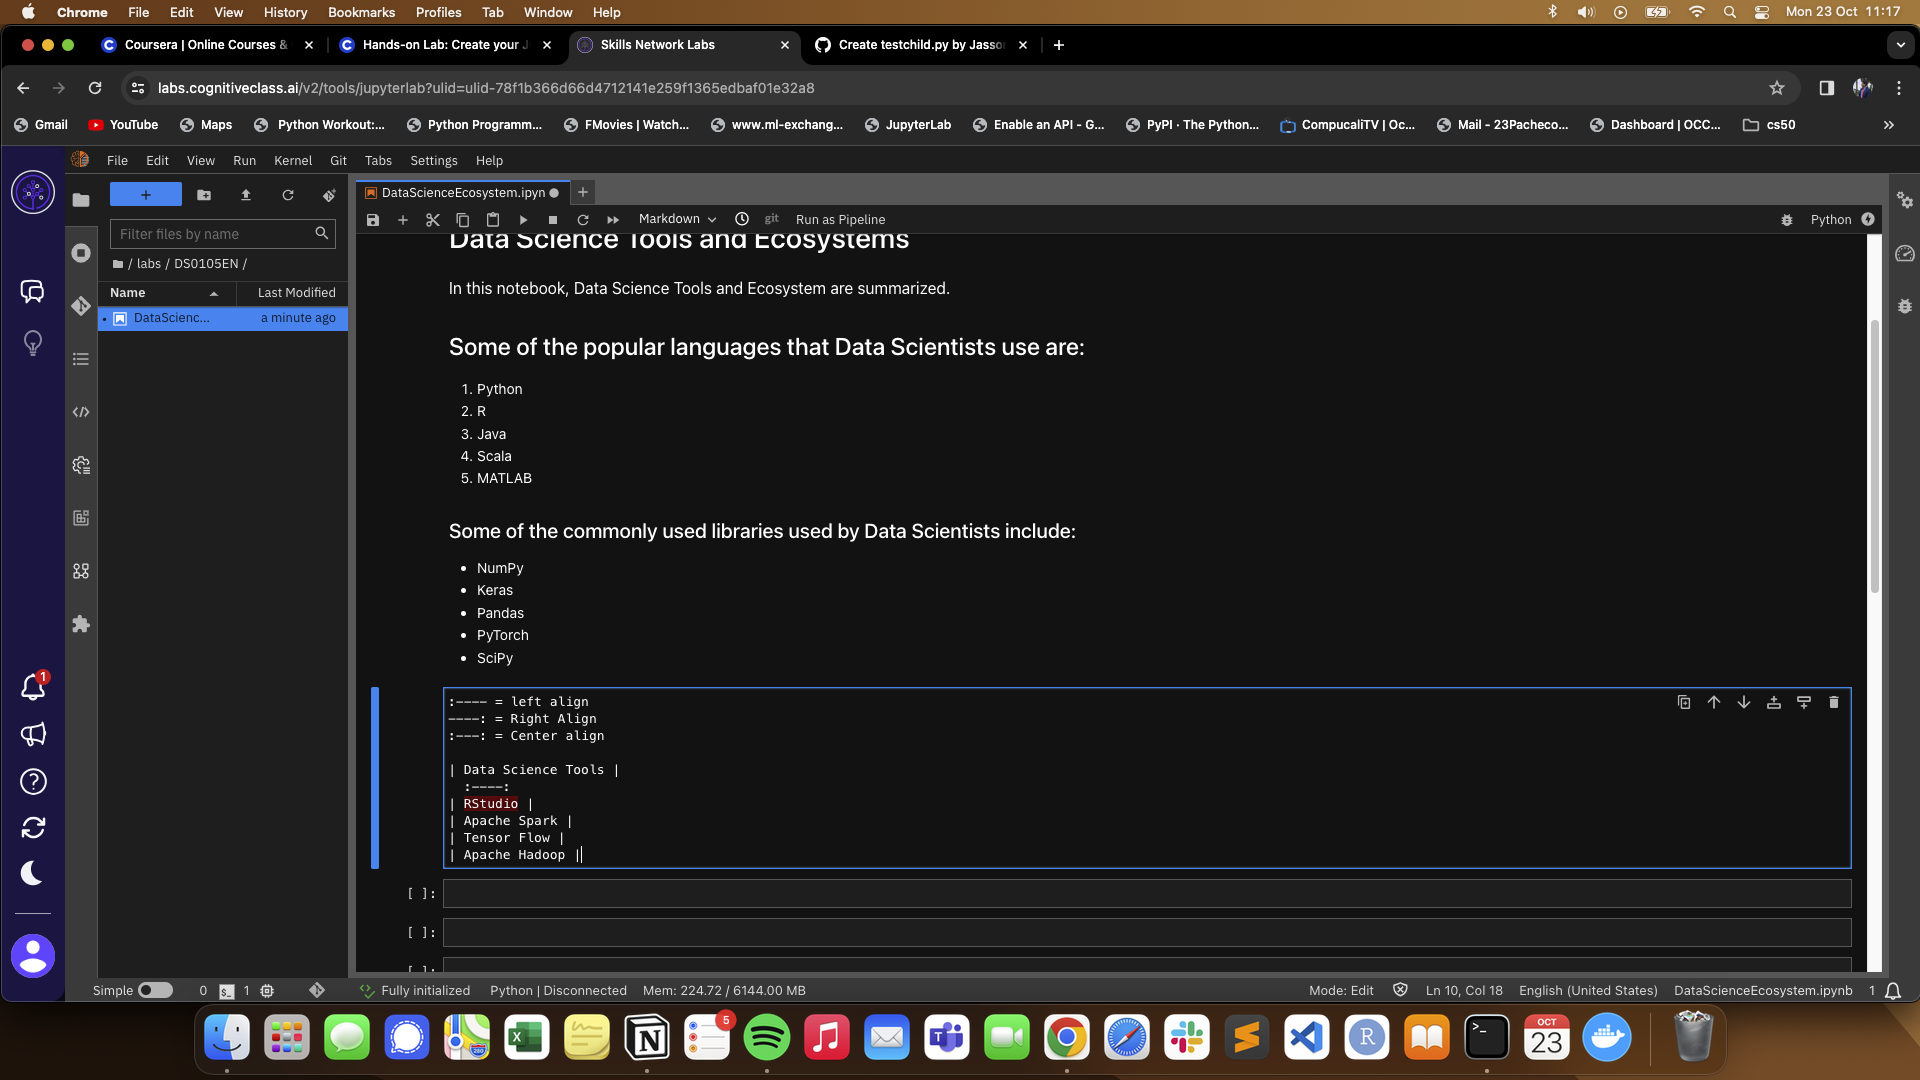 Chrome File Edit View History Bookmarks Profiles Tab Window Help Mon 23 Oct 11:17
Coursera | Online Courses &
Hands-on Lab: Create your J
Skills Network Labs
Create testchild.py by Jasson
labs.cognitiveclass.ai/v2/tools/jupyterlab?ulid=ulid-78f1b366d66d4712141e259f1365edbaf01e32a8
Gmail YouTube Maps Python Workout:... Python Programm... FMovies | Watch... www.ml-exchang... JupyterLab Enable an API - G... PyPI · The Python... CompucaliTV | Oc... Mail - 23Pacheco... Dashboard | OCC... cs50 »
File Edit View Run Kernel Git Tabs Settings Help
DataScienceEcosystem.ipyn
Markdown git Run as Pipeline Python
Filter files by name
/ labs / DS0105EN /
Name Last Modified
DataScienc... a minute ago
Data Science Tools and Ecosystems
In this notebook, Data Science Tools and Ecosystem are summarized.
Some of the popular languages that Data Scientists use are:
1. Python
2. R
3. Java
4. Scala
5. MATLAB
Some of the commonly used libraries used by Data Scientists include:
• NumPy
• Keras
• Pandas
• PyTorch
• SciPy
:---- = left align
----: = Right Align
:---: = Center align
| Data Science Tools |
:----:
| RStudio |
| Apache Spark |
| Tensor Flow |
| Apache Hadoop |
[ ]:
[ ]:
[ ]:
1
Simple 0 $_ 1 Fully initialized Python | Disconnected Mem: 224.72 / 6144.00 MB Mode: Edit Ln 10, Col 18 English (United States) DataScienceEcosystem.ipynb 1
5
OCT
23